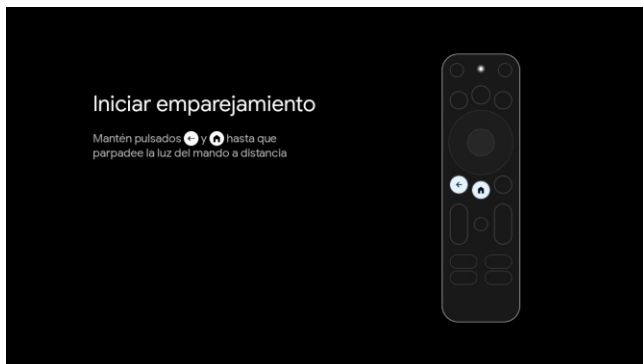 Iniciar emparejamiento
Mantén pulsados y hasta que
parpadee la luz del mando a distancia